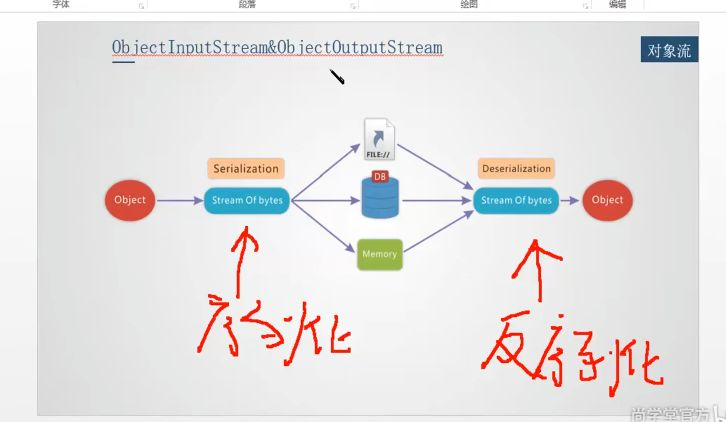 字体 段落 绘图 编辑
ObjectInputStream&ObjectOutputStream
对象流
FILE://
Serialization DB Deserialization
Object Stream Of bytes Stream Of bytes Object
Memory
序列化 反序列化
尚学堂官方